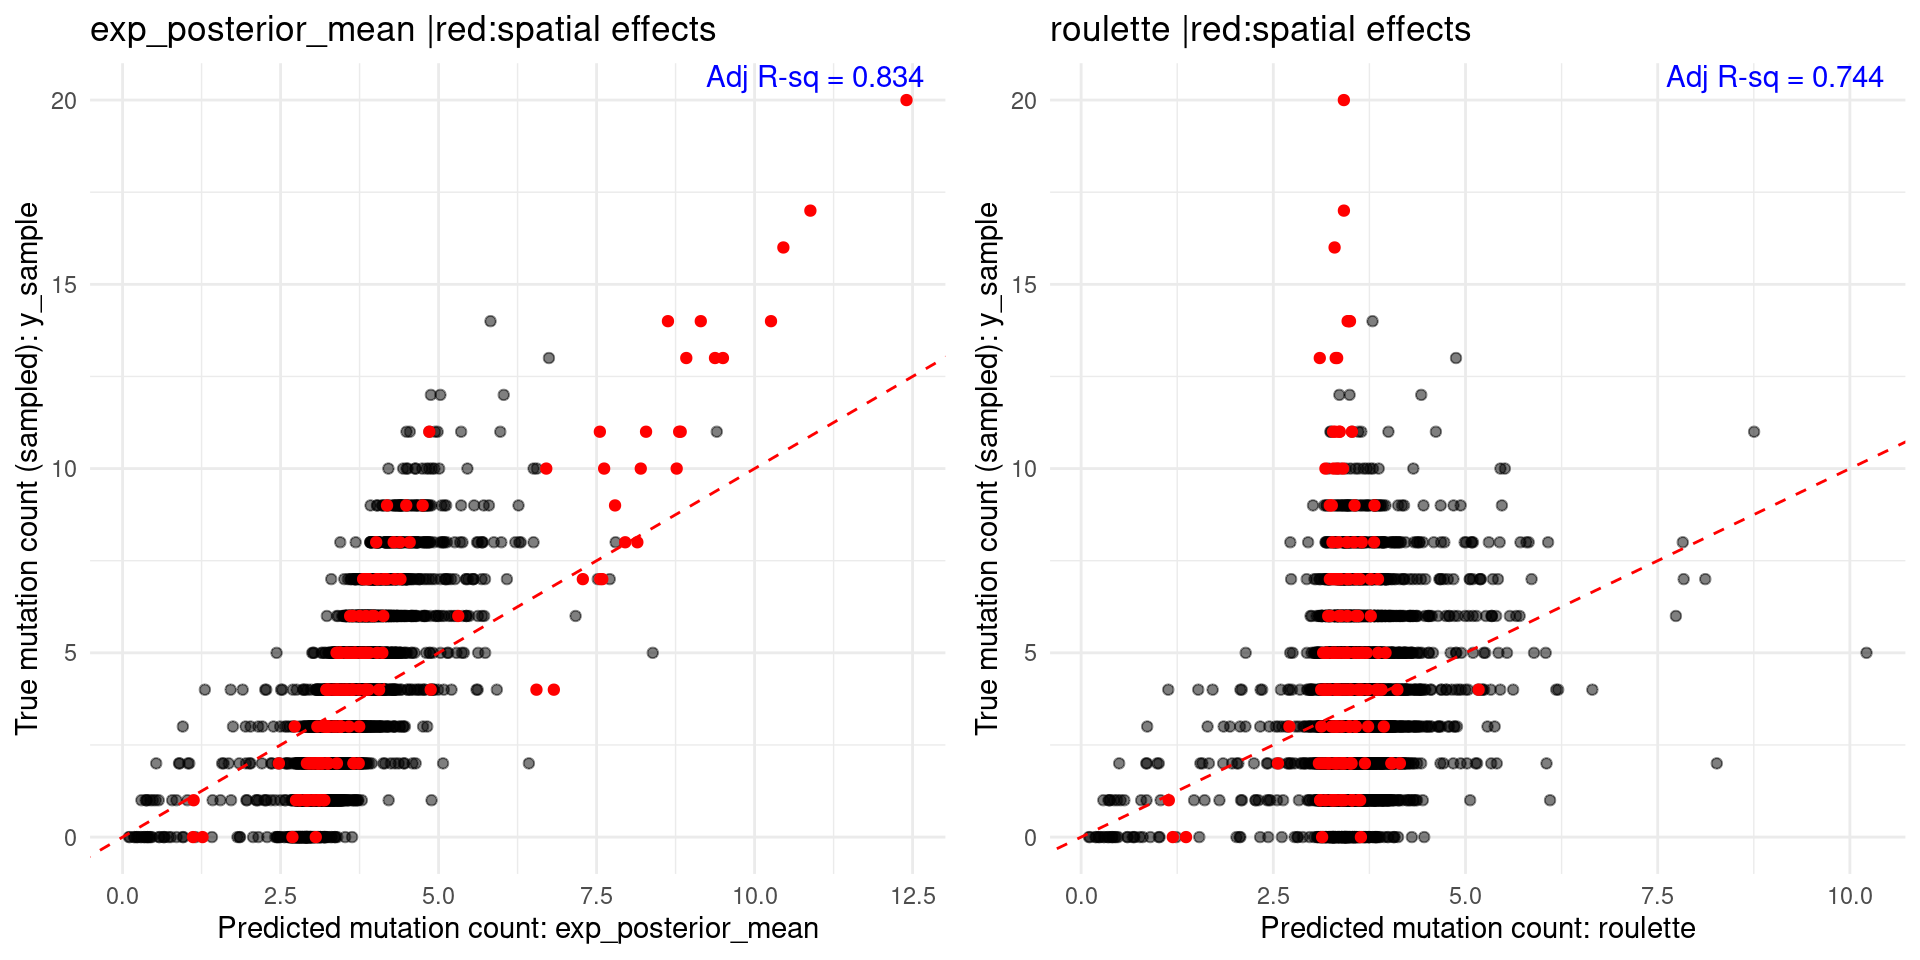 exp_posterior_mean |red:spatial effects
Adj R-sq = 0.834
True mutation count (sampled): y_sample
20
15
10
5
0
0.0 2.5 5.0 7.5 10.0 12.5
Predicted mutation count: exp_posterior_mean
roulette |red:spatial effects
Adj R-sq = 0.744
True mutation count (sampled): y_sample
20
15
10
5
0
0.0 2.5 5.0 7.5 10.0
Predicted mutation count: roulette